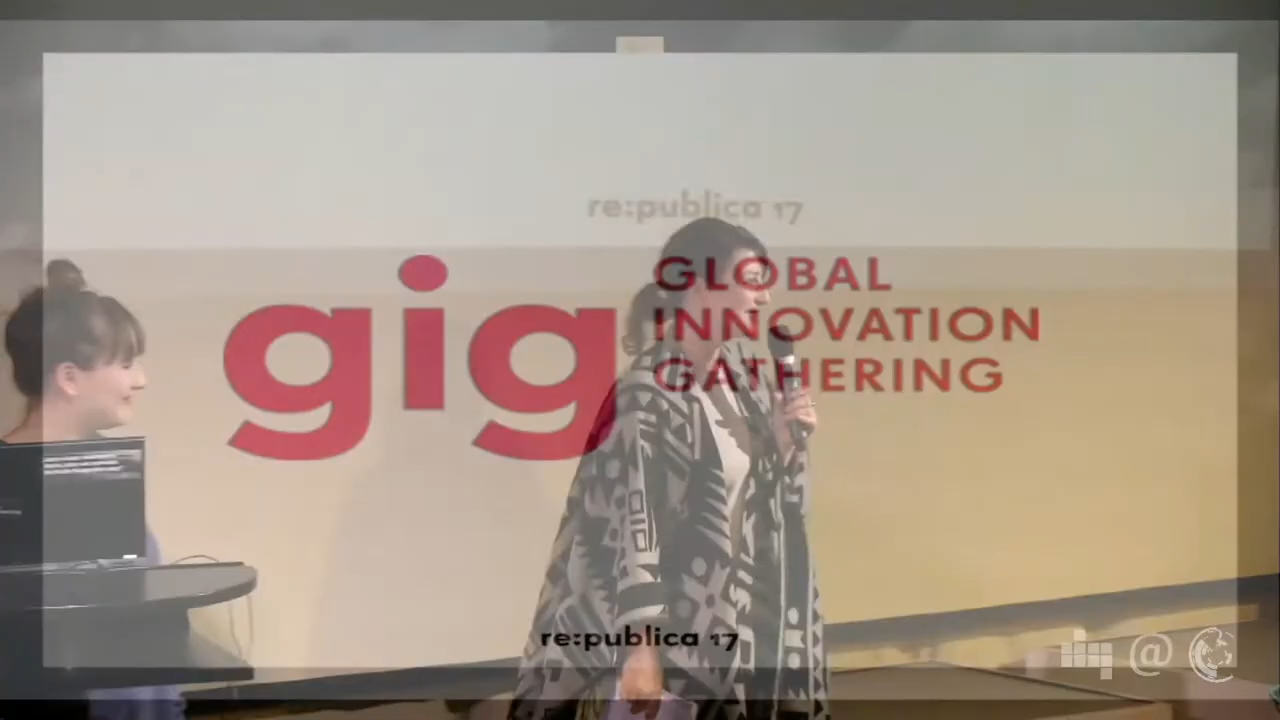 re:publica 17
gig
GLOBAL
INNOVATION
GATHERING
re:publica 17
@